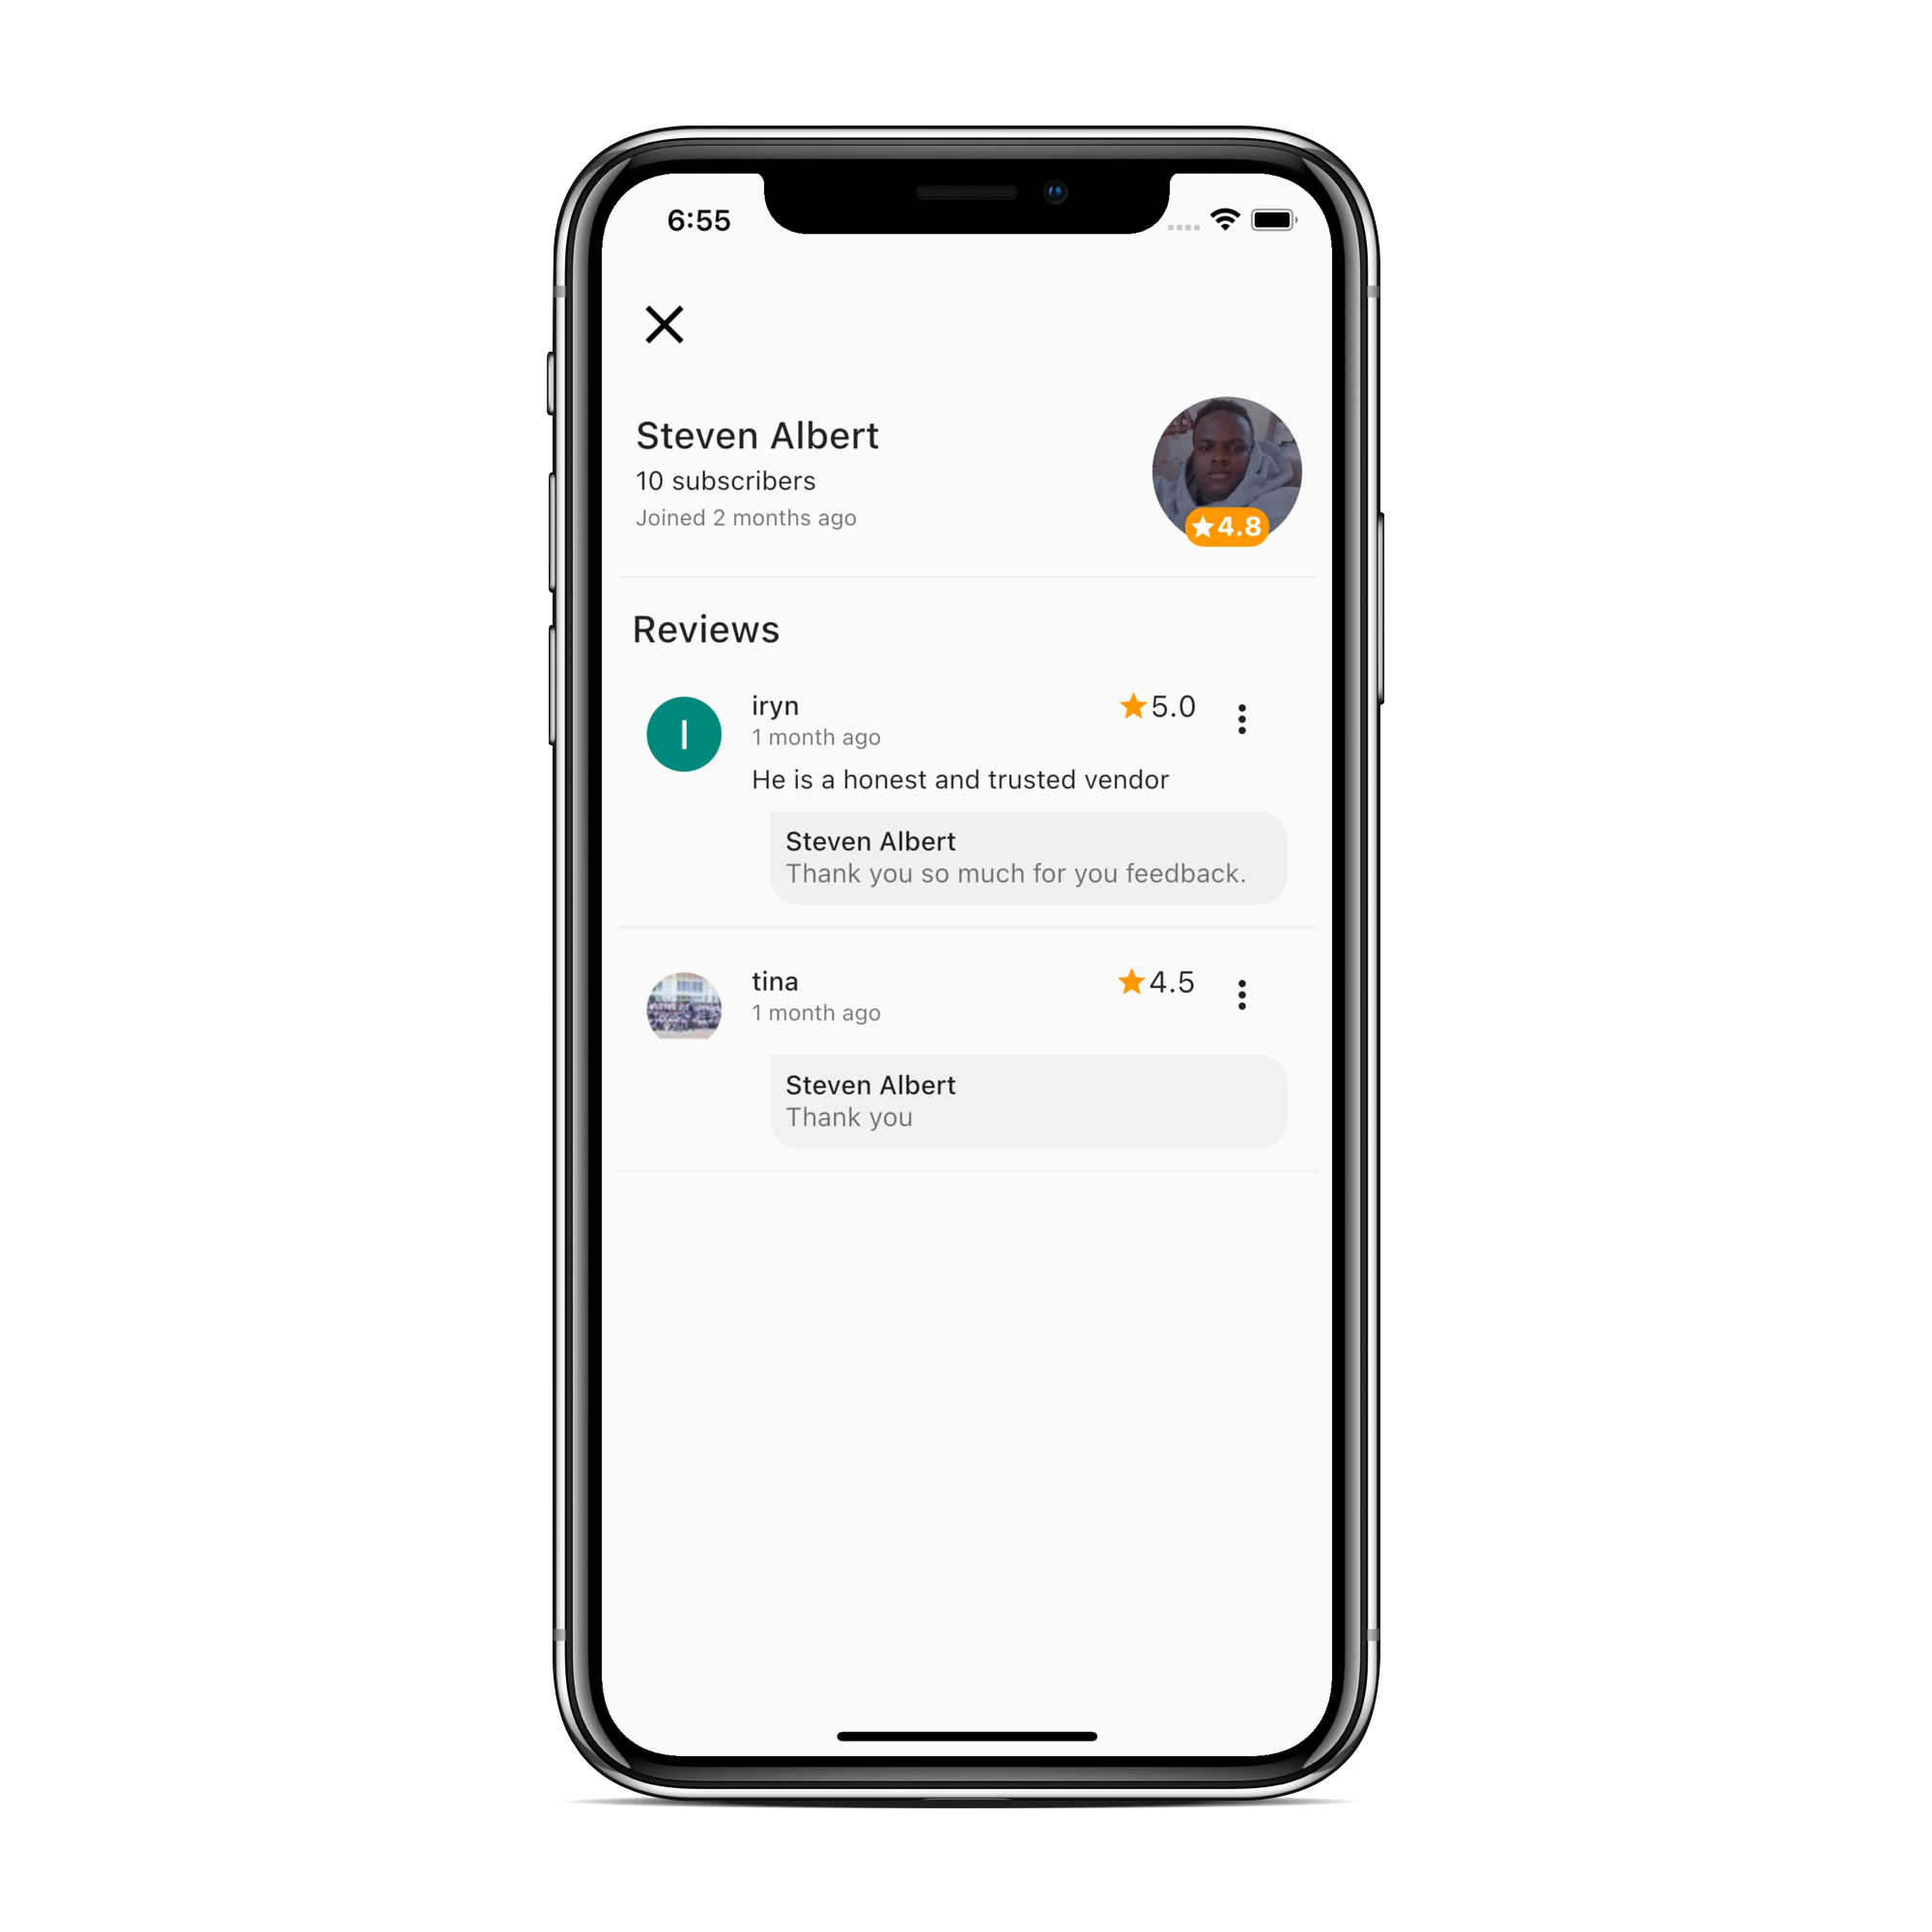 6:55
Steven Albert
10 subscribers
Joined 2 months ago
4.8
Reviews
I
iryn
5.0
1 month ago
He is a honest and trusted vendor
Steven Albert
Thank you so much for you feedback.
tina
4.5
1 month ago
Steven Albert
Thank you